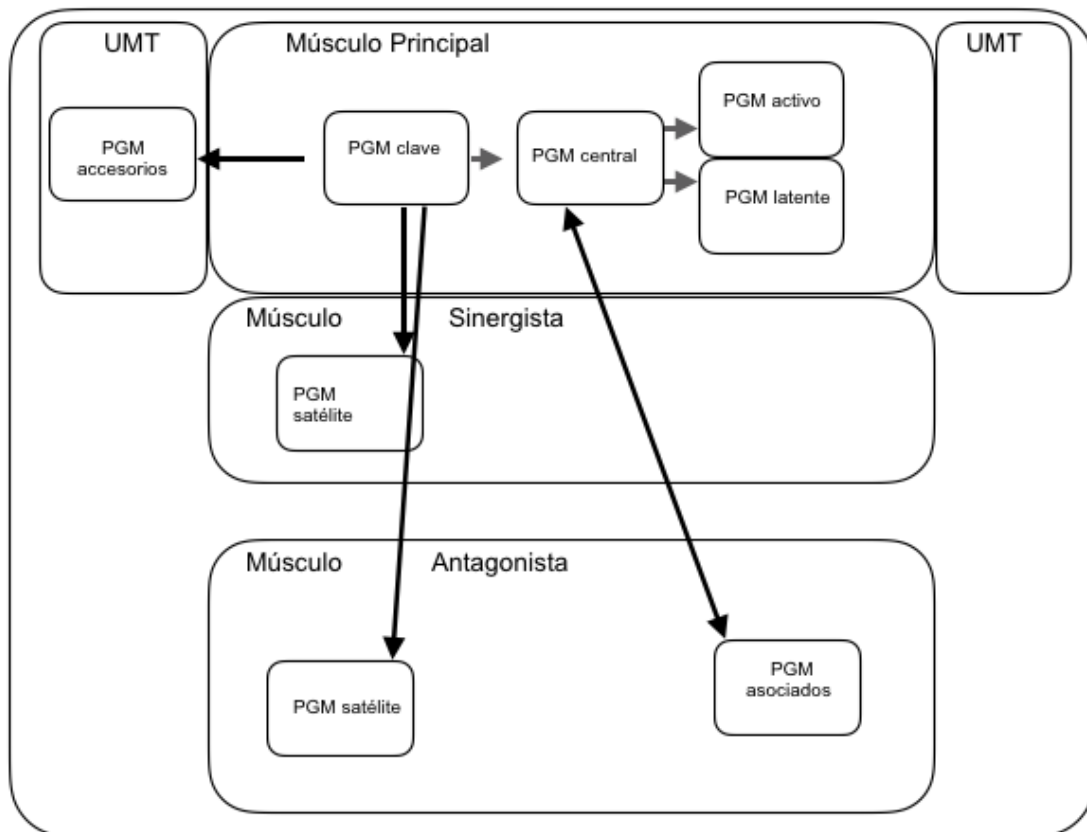 UMT
Músculo Principal
UMT
PGM activo
PGM
accesorios
PGM clave
PGM central
PGM latente
Músculo Sinergista
PGM
satélite
Músculo Antagonista
PGM satélite
PGM
asociados